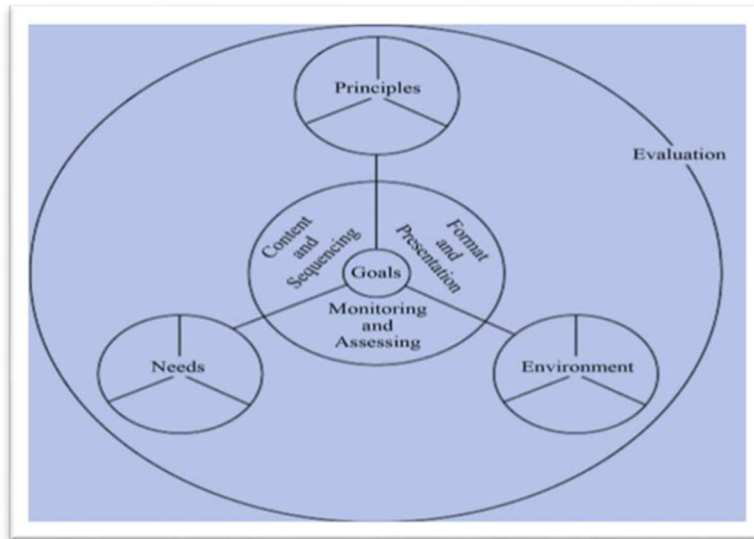 Principles
Evaluation
Content
and
Sequencing
Format
and
Presentation
Goals
Monitoring
and
Assessing
Needs
Environment